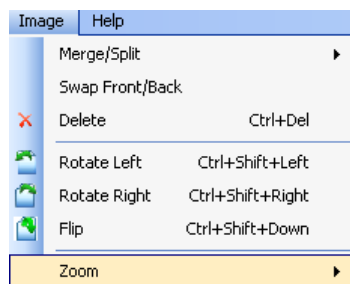 Image Help
Merge/Split
Swap Front/Back
Delete Ctrl+Del
Rotate Left Ctrl+Shift+Left
Rotate Right Ctrl+Shift+Right
Flip Ctrl+Shift+Down
Zoom